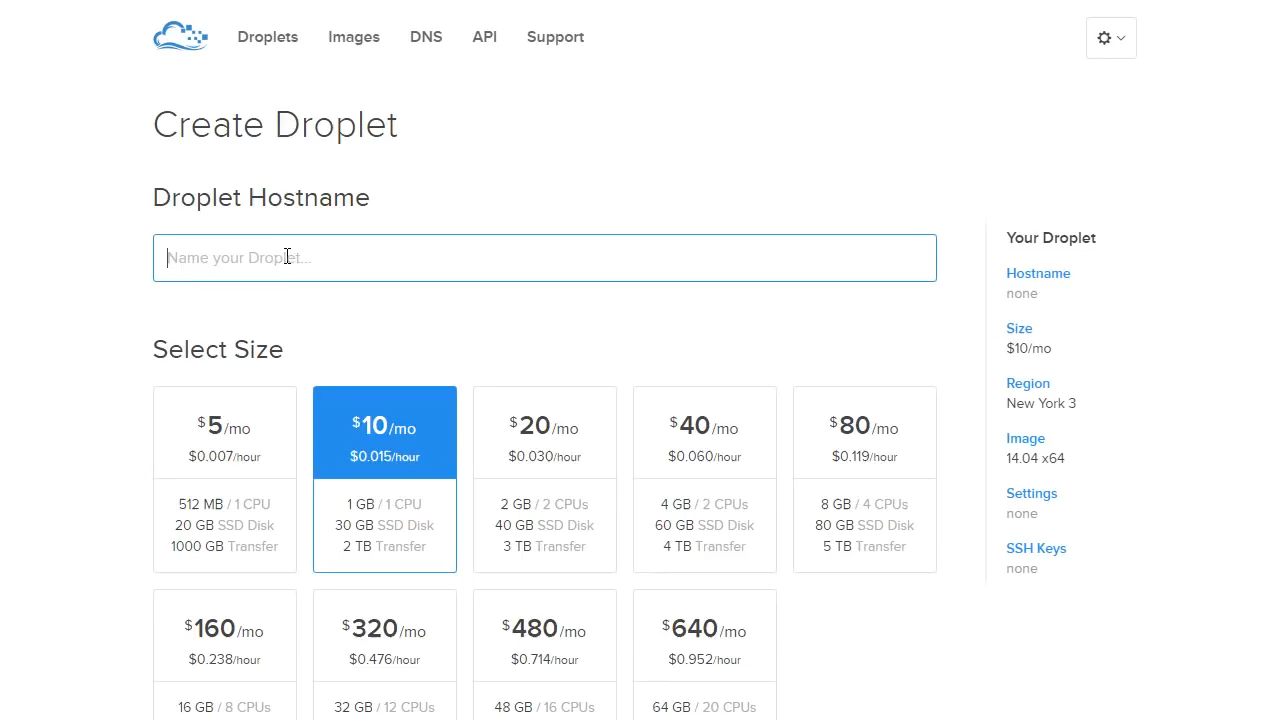 Droplets Images DNS API Support
Create Droplet
Droplet Hostname
Name your Droplet...
Select Size
$5/mo
$0.007/hour
512 MB / 1 CPU
20 GB SSD Disk
1000 GB Transfer
$10/mo
$0.015/hour
1 GB / 1 CPU
30 GB SSD Disk
2 TB Transfer
$20/mo
$0.030/hour
2 GB / 2 CPUs
40 GB SSD Disk
3 TB Transfer
$40/mo
$0.060/hour
4 GB / 2 CPUs
60 GB SSD Disk
4 TB Transfer
$80/mo
$0.119/hour
8 GB / 4 CPUs
80 GB SSD Disk
5 TB Transfer
$160/mo
$0.238/hour
16 GB / 8 CPUs
$320/mo
$0.476/hour
32 GB / 12 CPUs
$480/mo
$0.714/hour
48 GB / 16 CPUs
$640/mo
$0.952/hour
64 GB / 20 CPUs
Your Droplet
Hostname
none
Size
$10/mo
Region
New York 3
Image
14.04 x64
Settings
none
SSH Keys
none